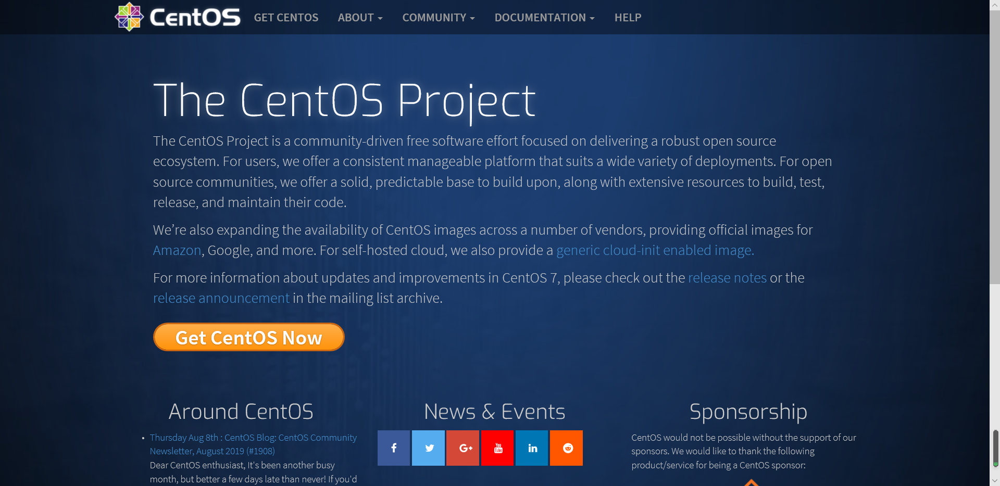 CentOS GET CENTOS ABOUT COMMUNITY DOCUMENTATION HELP
The CentOS Project
The CentOS Project is a community-driven free software effort focused on delivering a robust open source
ecosystem. For users, we offer a consistent manageable platform that suits a wide variety of deployments. For open
source communities, we offer a solid, predictable base to build upon, along with extensive resources to build, test,
release, and maintain their code.
We’re also expanding the availability of CentOS images across a number of vendors, providing official images for
Amazon, Google, and more. For self-hosted cloud, we also provide a generic cloud-init enabled image.
For more information about updates and improvements in CentOS 7, please check out the release notes or the
release announcement in the mailing list archive.
Get CentOS Now
Around CentOS
Thursday Aug 8th : CentOS Blog: CentOS Community
Newsletter, August 2019 (#1908)
Dear CentOS enthusiast, It's been another busy
month, but better a few days late than never! If you'd
News & Events
f G+ You Tube in
Sponsorship
CentOS would not be possible without the support of our
sponsors. We would like to thank the following
product/service for being a CentOS sponsor: